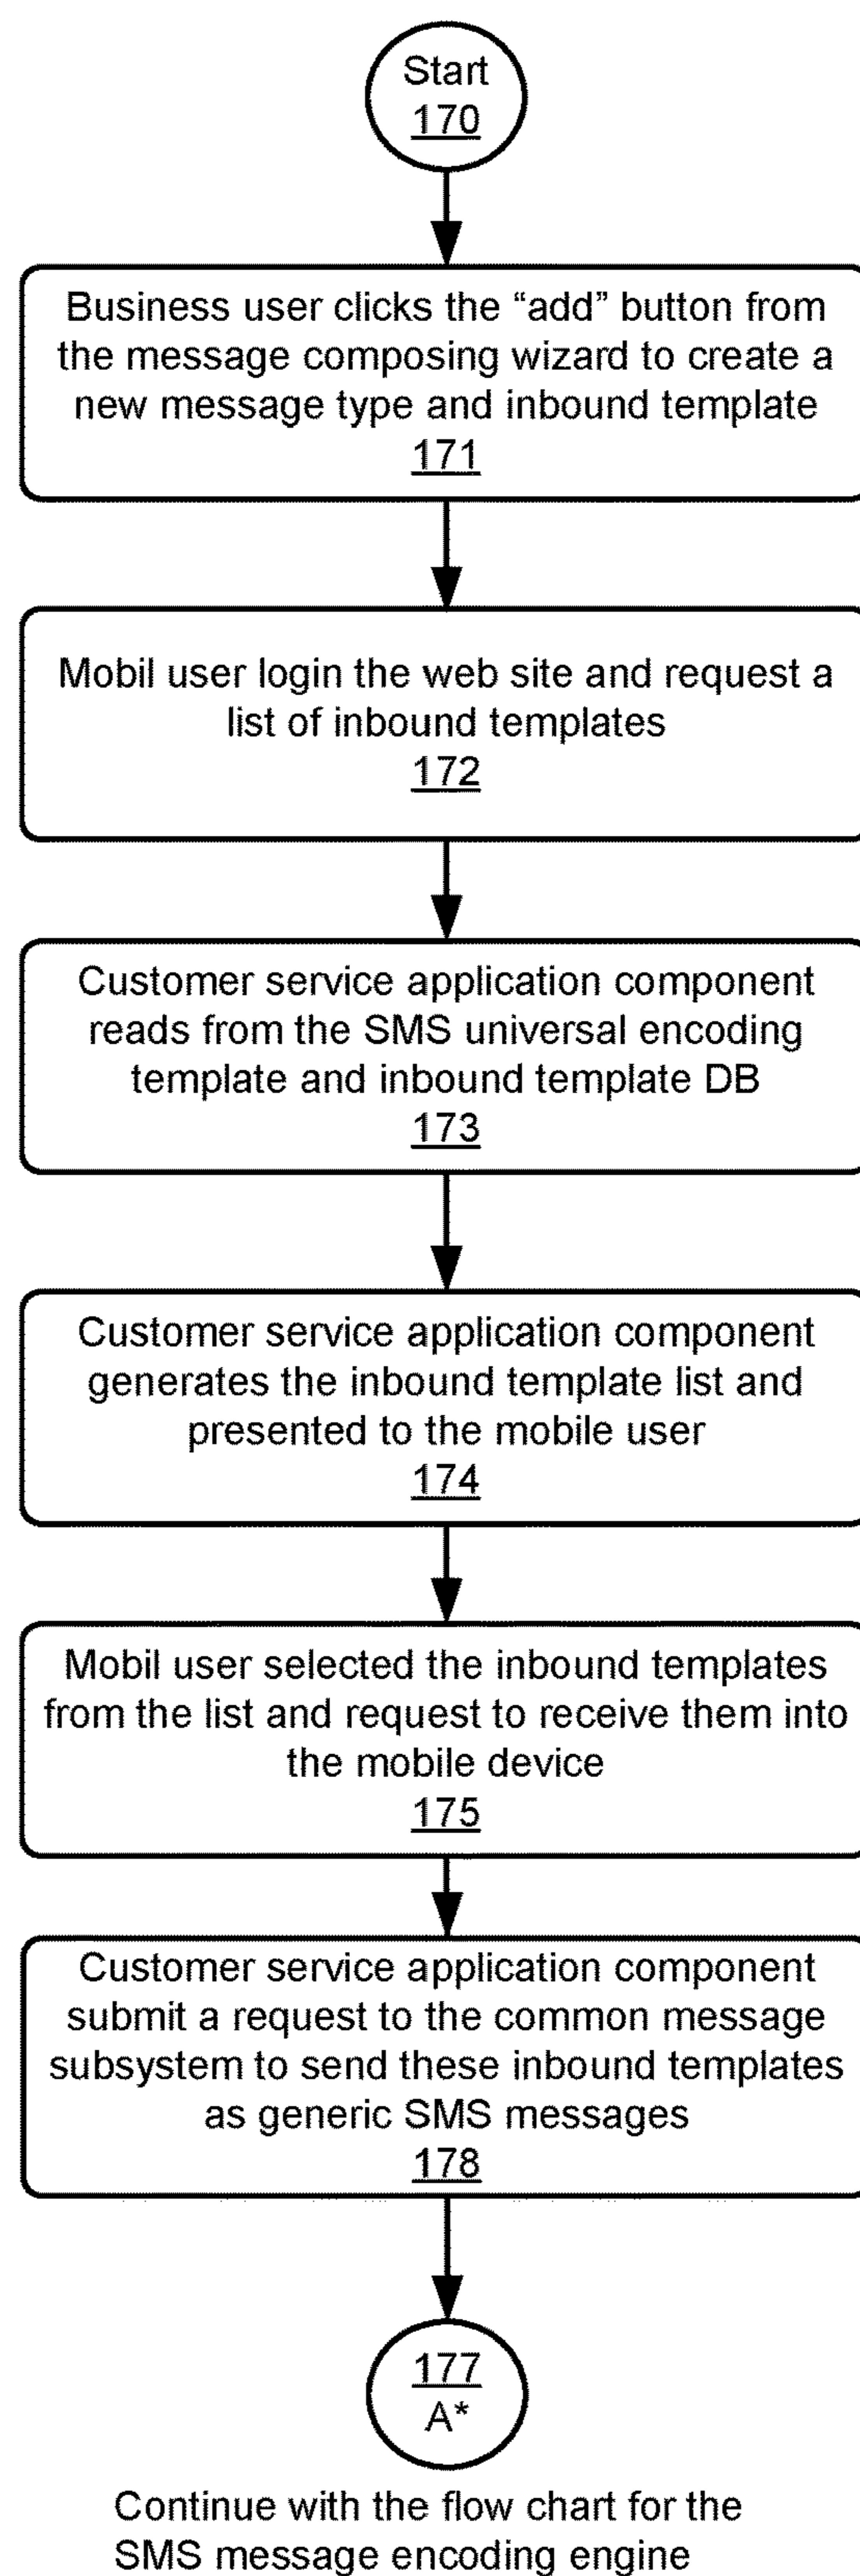 Start
170
Business user clicks the “add” button from
the message composing wizard to create a
new message type and inbound template
171
Mobil user login the web site and request a
list of inbound templates
172
Customer service application component
reads from the SMS universal encoding
template and inbound template DB
173
Customer service application component
generates the inbound template list and
presented to the mobile user
174
Mobil user selected the inbound templates
from the list and request to receive them into
the mobile device
175
Customer service application component
submit a request to the common message
subsystem to send these inbound templates
as generic SMS messages
178
177
A*
Continue with the flow chart for the
SMS message encoding engine